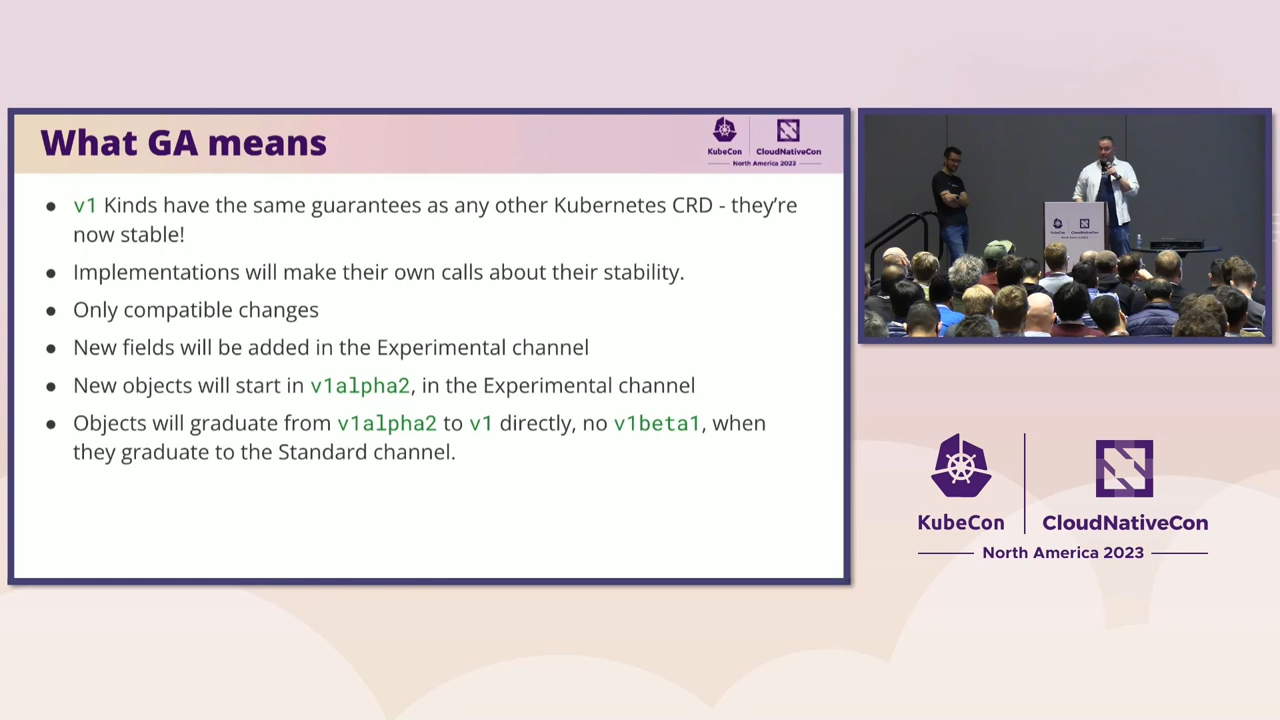 What GA means
KubeCon
CloudNativeCon
North America 2023
● v1 Kinds have the same guarantees as any other Kubernetes CRD - they're
now stable!
● Implementations will make their own calls about their stability.
● Only compatible changes
● New fields will be added in the Experimental channel
● New objects will start in v1alpha2, in the Experimental channel
● Objects will graduate from v1alpha2 to v1 directly, no v1beta1, when
they graduate to the Standard channel.
KubeCon
CloudNativeCon
North America 2023